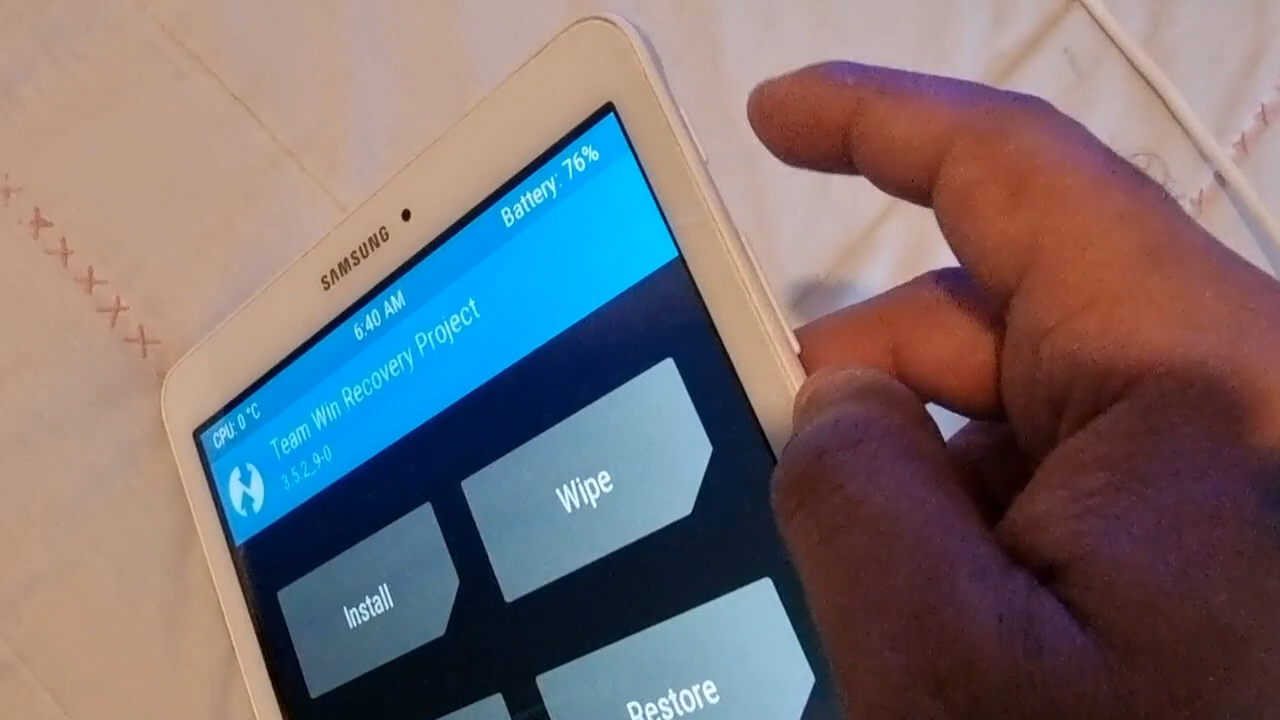 SAMSUNG
CPU: 0 °C
6:40 AM
Battery: 76%
Team Win Recovery Project
3.5.2_9-0
Install
Wipe
Restore